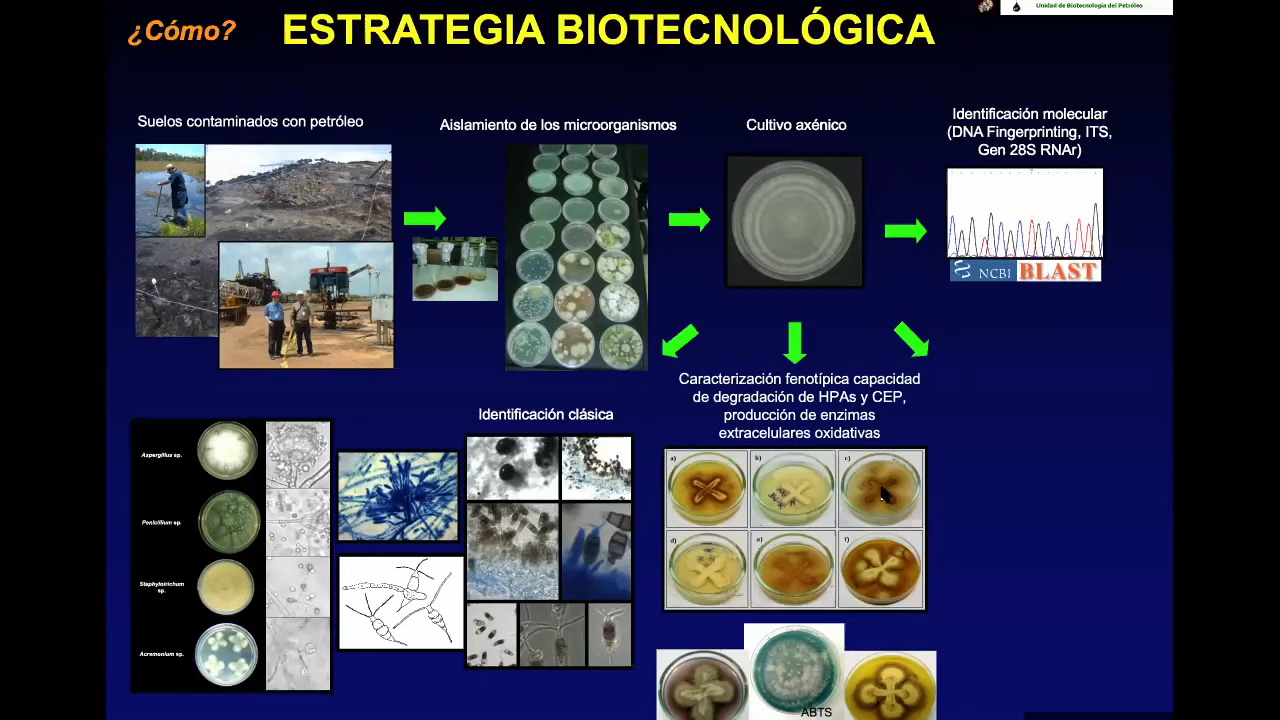 Unidad de Biotecnología del Petróleo
¿Cómo?
ESTRATEGIA BIOTECNOLÓGICA
Suelos contaminados con petróleo
Aislamiento de los microorganismos
Cultivo axénico
Identificación molecular
(DNA Fingerprinting, ITS,
Gen 28S RNAr)
NCBI BLAST
Caracterización fenotípica capacidad
de degradación de HPAs y CEP,
producción de enzimas
extracelulares oxidativas
Identificación clásica
Aspergillus sp.
Penicillium sp.
Staphylotrichum
sp.
Acremonium sp.
a)
b)
c)
d)
e)
f)
ABTS